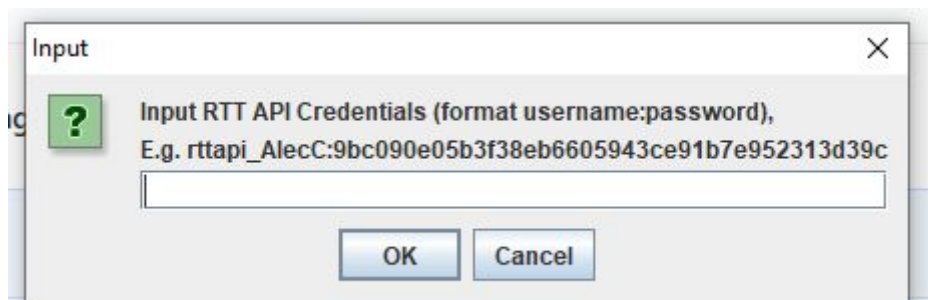 Input
g
Input RTT API Credentials (format username:password),
E.g. rttapi_AlecC:9bc090e05b3f38eb6605943ce91b7e952313d39c
OK
Cancel